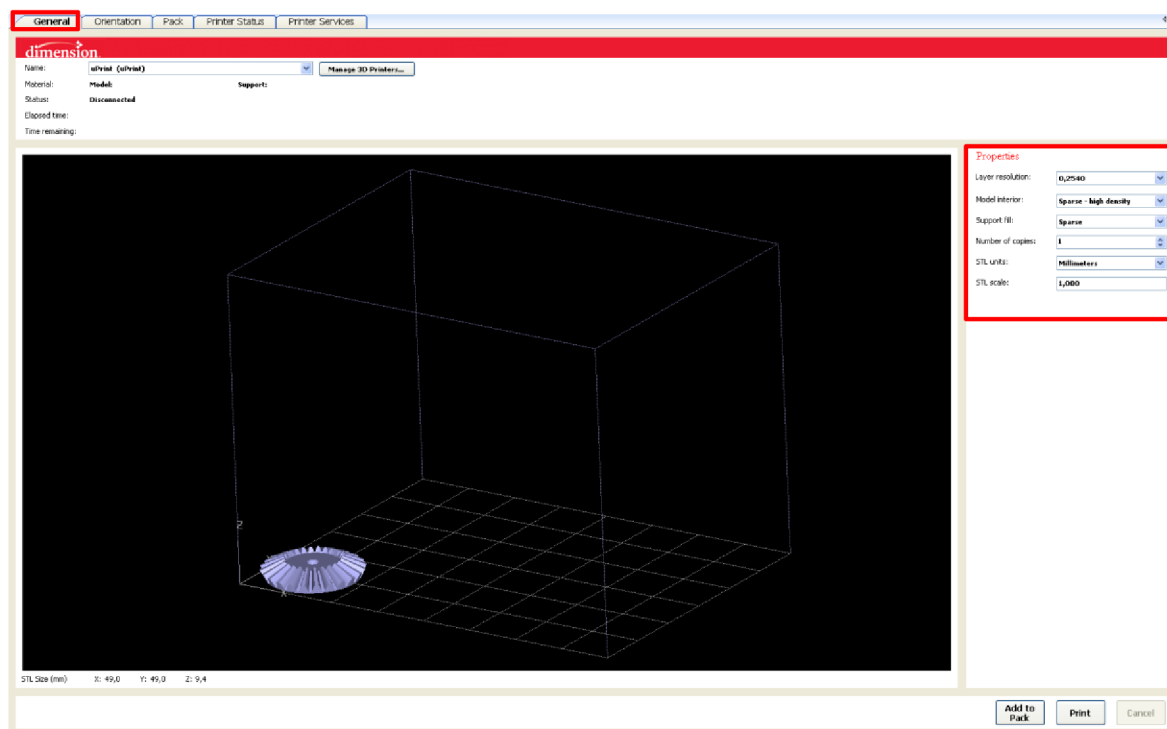 General Orientation Pack Printer Status Printer Services
dimension
Name: uPrint (uPrint) Manage 3D Printers...
Material: Model: Support:
Status: Disconnected
Elapsed time:
Time remaining:
Properties
Layer resolution: 0,2540
Model interior: Sparse - high density
Support fill: Sparse
Number of copies: 1
STL units: Millimeters
STL scale: 1,000
Z
X
STL Size (mm) X: 49,0 Y: 49,0 Z: 9,4
Add to
Pack
Print
Cancel